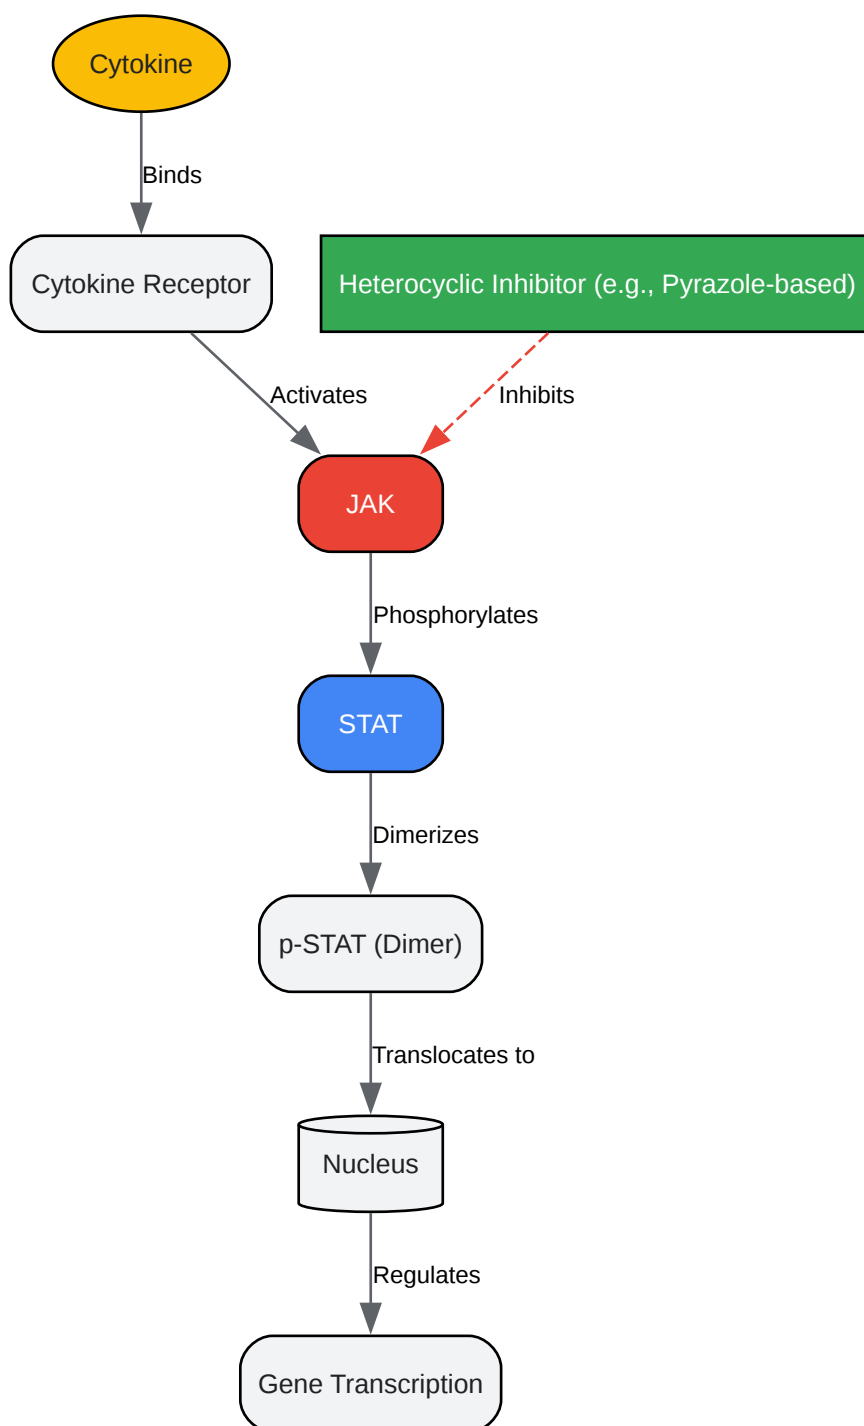 Cytokine
Binds
Cytokine Receptor
Heterocyclic Inhibitor (e.g., Pyrazole-based)
Activates
Inhibits
JAK
Phosphorylates
STAT
Dimerizes
p-STAT (Dimer)
Translocates to
Nucleus
Regulates
Gene Transcription